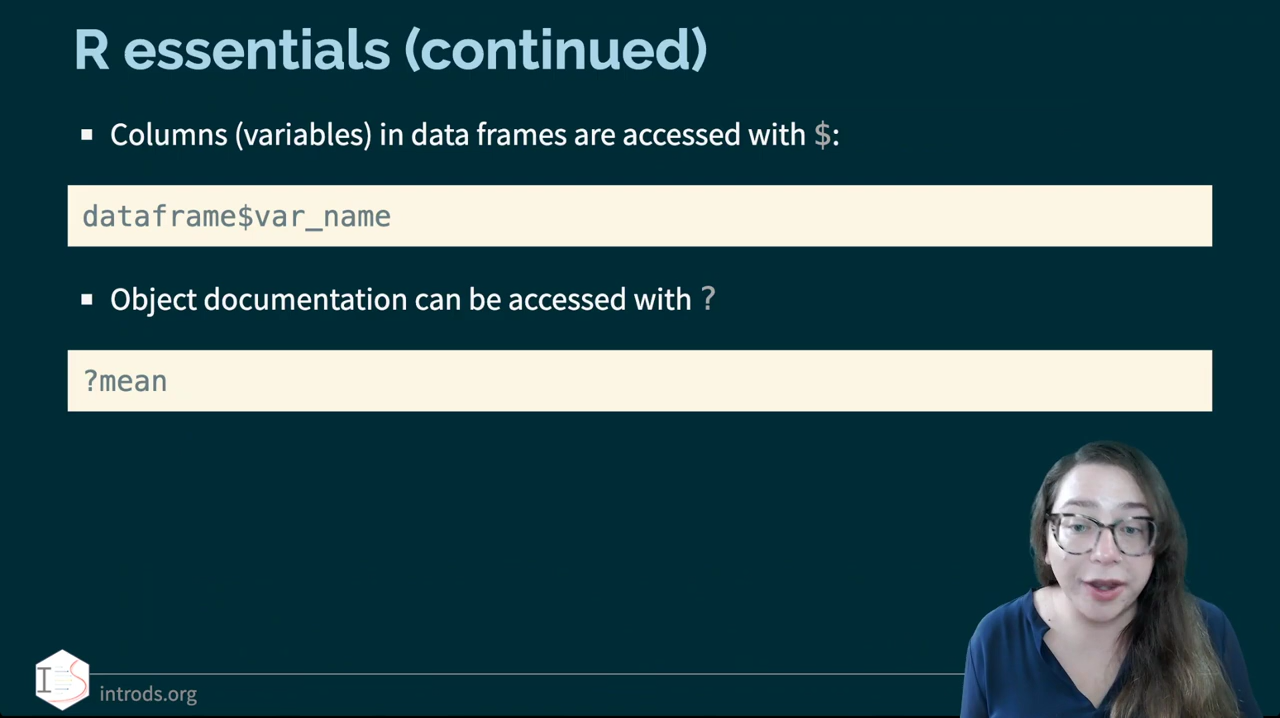 R essentials (continued)
Columns (variables) in data frames are accessed with $:
dataframe$var_name
Object documentation can be accessed with ?
?mean
IS
introds.org